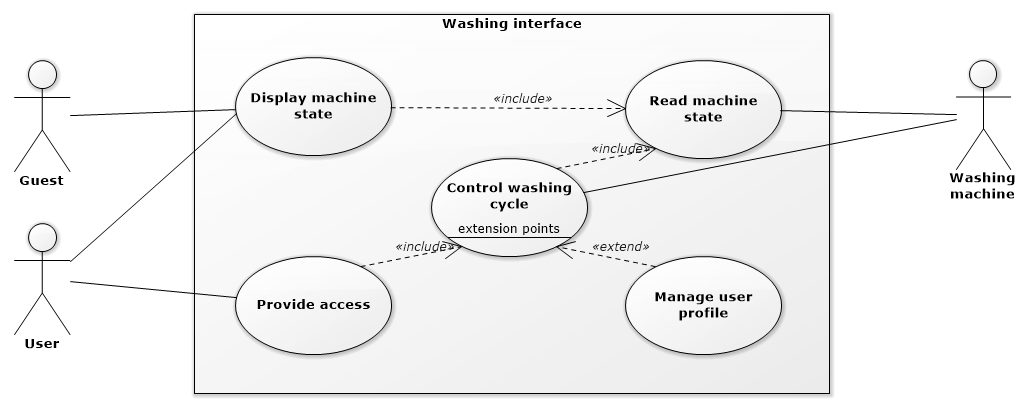 Washing interface
Display machine
state
«include»
Read machine
state
Guest
Washing
machine
«include»
Control washing
cycle
extension points
«include»
«extend»
Provide access
Manage user
profile
User